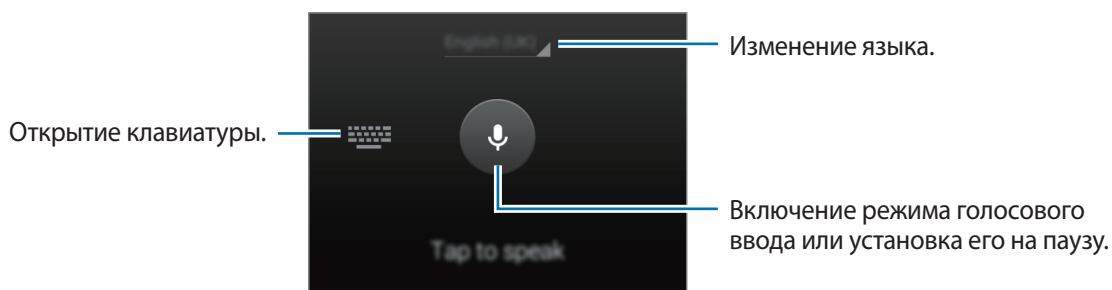 English (UK)
Изменение языка.
Открытие клавиатуры.
Включение режима голосового
ввода или установка его на паузу.
Tap to speak